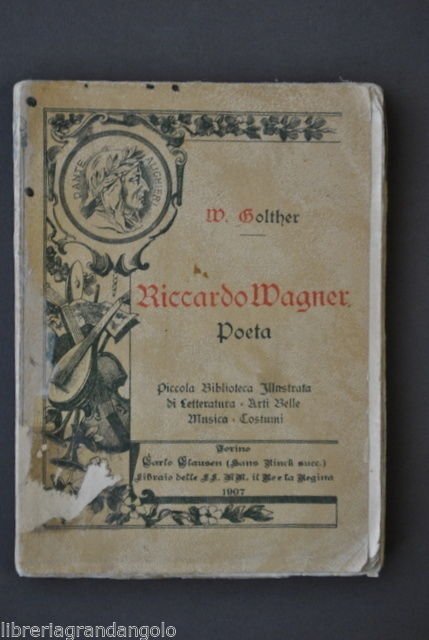 DANTE ALIGHIERI
W. Golther
Riccardo Wagner
Poeta
Piccola Biblioteca Illustrata
di Letteratura · Arti Belle
Musica · Costumi
Torino
Carlo Clausen (Hans Rinck succ.)
Libraio delle LL. MM. il Re e la Regina
1907
libreriagrandangolo